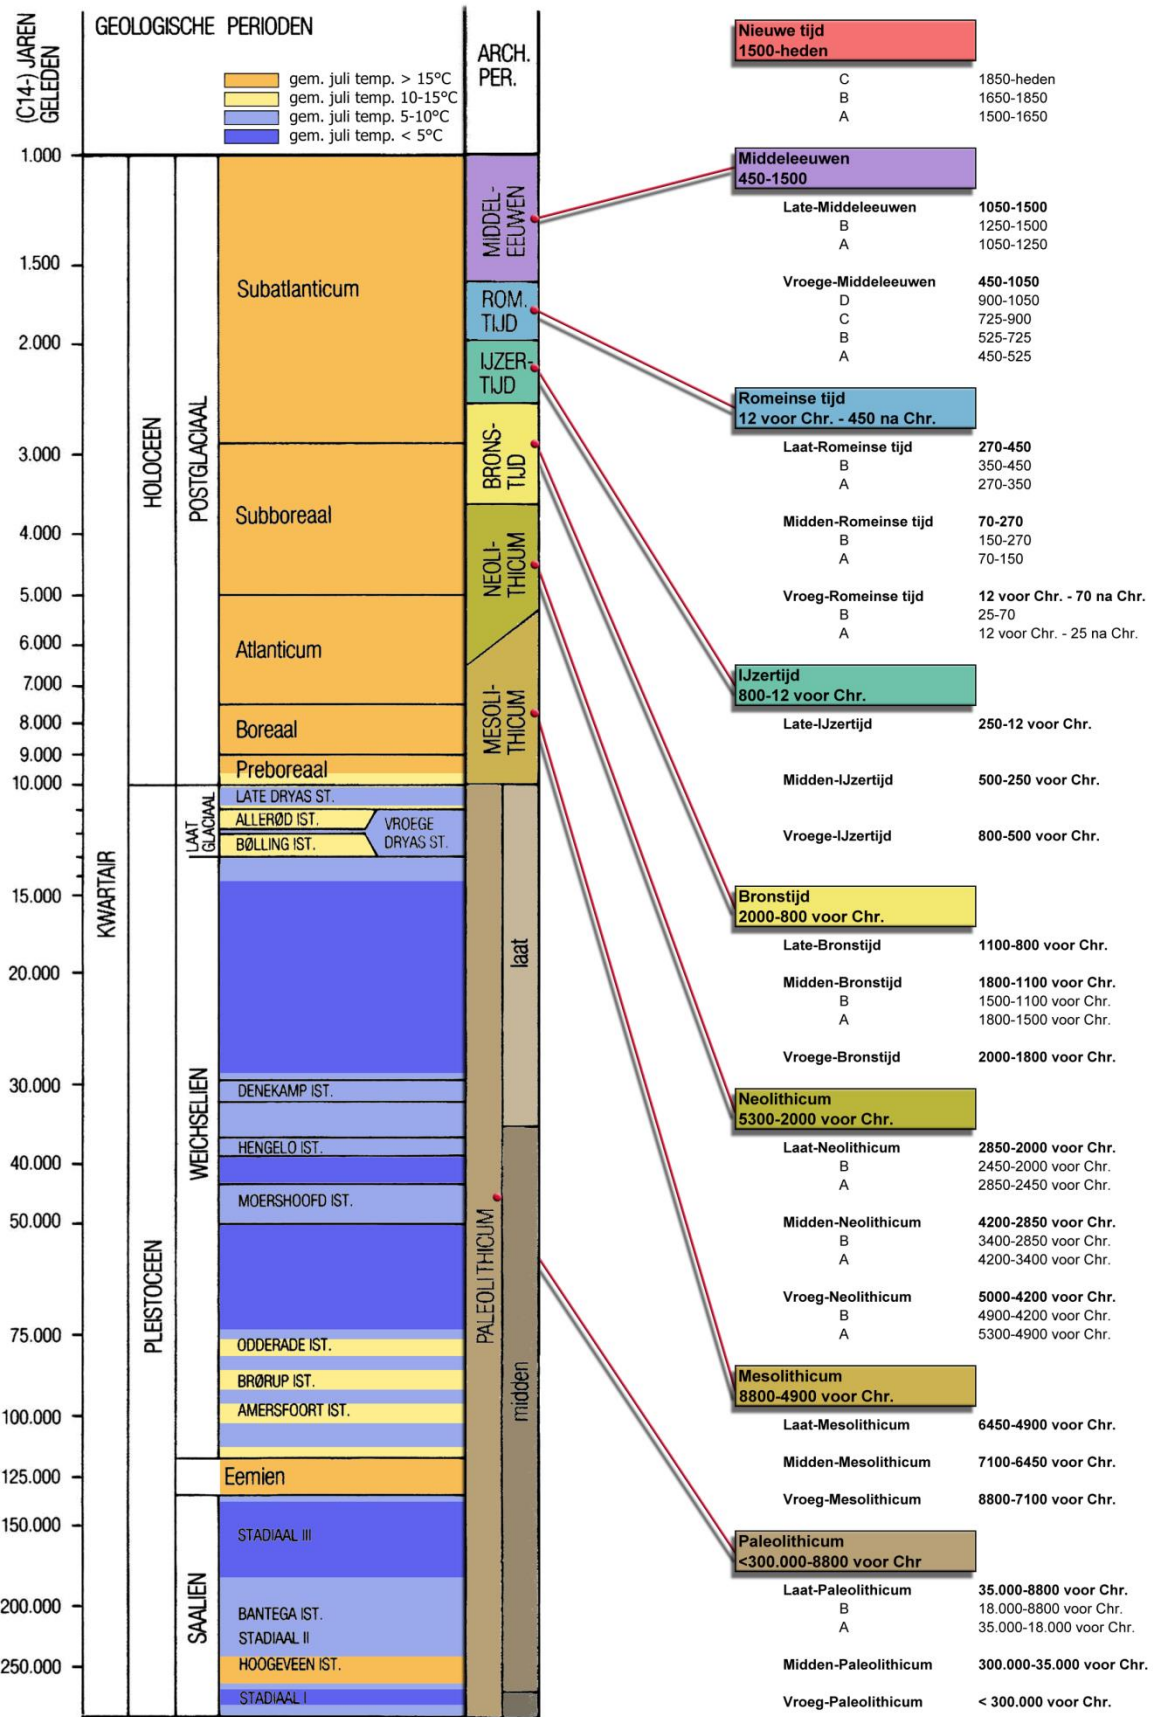 (C14-) JAREN
GELEDEN
GEOLOGISCHE PERIODEN
gem. juli temp. > 15°C
gem. juli temp. 10-15°C
gem. juli temp. 5-10°C
gem. juli temp. < 5°C
ARCH.
PER.
1.000
1.500
2.000
3.000
4.000
5.000
6.000
7.000
8.000
9.000
10.000
15.000
20.000
30.000
40.000
50.000
75.000
100.000
125.000
150.000
200.000
250.000
KWARTAIR
HOLOCEEN
PLEISTOCEEN
POSTGLACIAAL
LAAT
GLACIAAL
WEICHSELIEN
SAALIEN
Subatlanticum
Subboreaal
Atlanticum
Boreaal
Preboreaal
LATE DRYAS ST.
ALLERØD IST.
VROEGE
DRYAS ST.
BØLLING IST.
DENEKAMP IST.
HENGELO IST.
MOERSHOOFD IST.
ODDERADE IST.
BRØRUP IST.
AMERSFOORT IST.
Eemien
STADIAAL III
BANTEGA IST.
STADIAAL II
HOOGEVEEN IST.
STADIAAL I
MIDDEL-
EEUWEN
ROM.
TIJD
IJZER-
TIJD
BRONS-
TIJD
NEOLI-
THICUM
MESOLI-
THICUM
PALEOLITHICUM
laat
midden
Nieuwe tijd
1500-heden
C 1850-heden
B 1650-1850
A 1500-1650
Middeleeuwen
450-1500
Late-Middeleeuwen 1050-1500
B 1250-1500
A 1050-1250
Vroege-Middeleeuwen 450-1050
D 900-1050
C 725-900
B 525-725
A 450-525
Romeinse tijd
12 voor Chr. - 450 na Chr.
Laat-Romeinse tijd 270-450
B 350-450
A 270-350
Midden-Romeinse tijd 70-270
B 150-270
A 70-150
Vroeg-Romeinse tijd 12 voor Chr. - 70 na Chr.
B 25-70
A 12 voor Chr. - 25 na Chr.
IJzertijd
800-12 voor Chr.
Late-IJzertijd 250-12 voor Chr.
Midden-IJzertijd 500-250 voor Chr.
Vroege-IJzertijd 800-500 voor Chr.
Bronstijd
2000-800 voor Chr.
Late-Bronstijd 1100-800 voor Chr.
Midden-Bronstijd 1800-1100 voor Chr.
B 1500-1100 voor Chr.
A 1800-1500 voor Chr.
Vroege-Bronstijd 2000-1800 voor Chr.
Neolithicum
5300-2000 voor Chr.
Laat-Neolithicum 2850-2000 voor Chr.
B 2450-2000 voor Chr.
A 2850-2450 voor Chr.
Midden-Neolithicum 4200-2850 voor Chr.
B 3400-2850 voor Chr.
A 4200-3400 voor Chr.
Vroeg-Neolithicum 5000-4200 voor Chr.
B 4900-4200 voor Chr.
A 5300-4900 voor Chr.
Mesolithicum
8800-4900 voor Chr.
Laat-Mesolithicum 6450-4900 voor Chr.
Midden-Mesolithicum 7100-6450 voor Chr.
Vroeg-Mesolithicum 8800-7100 voor Chr.
Paleolithicum
<300.000-8800 voor Chr
Laat-Paleolithicum 35.000-8800 voor Chr.
B 18.000-8800 voor Chr.
A 35.000-18.000 voor Chr.
Midden-Paleolithicum 300.000-35.000 voor Chr.
Vroeg-Paleolithicum < 300.000 voor Chr.